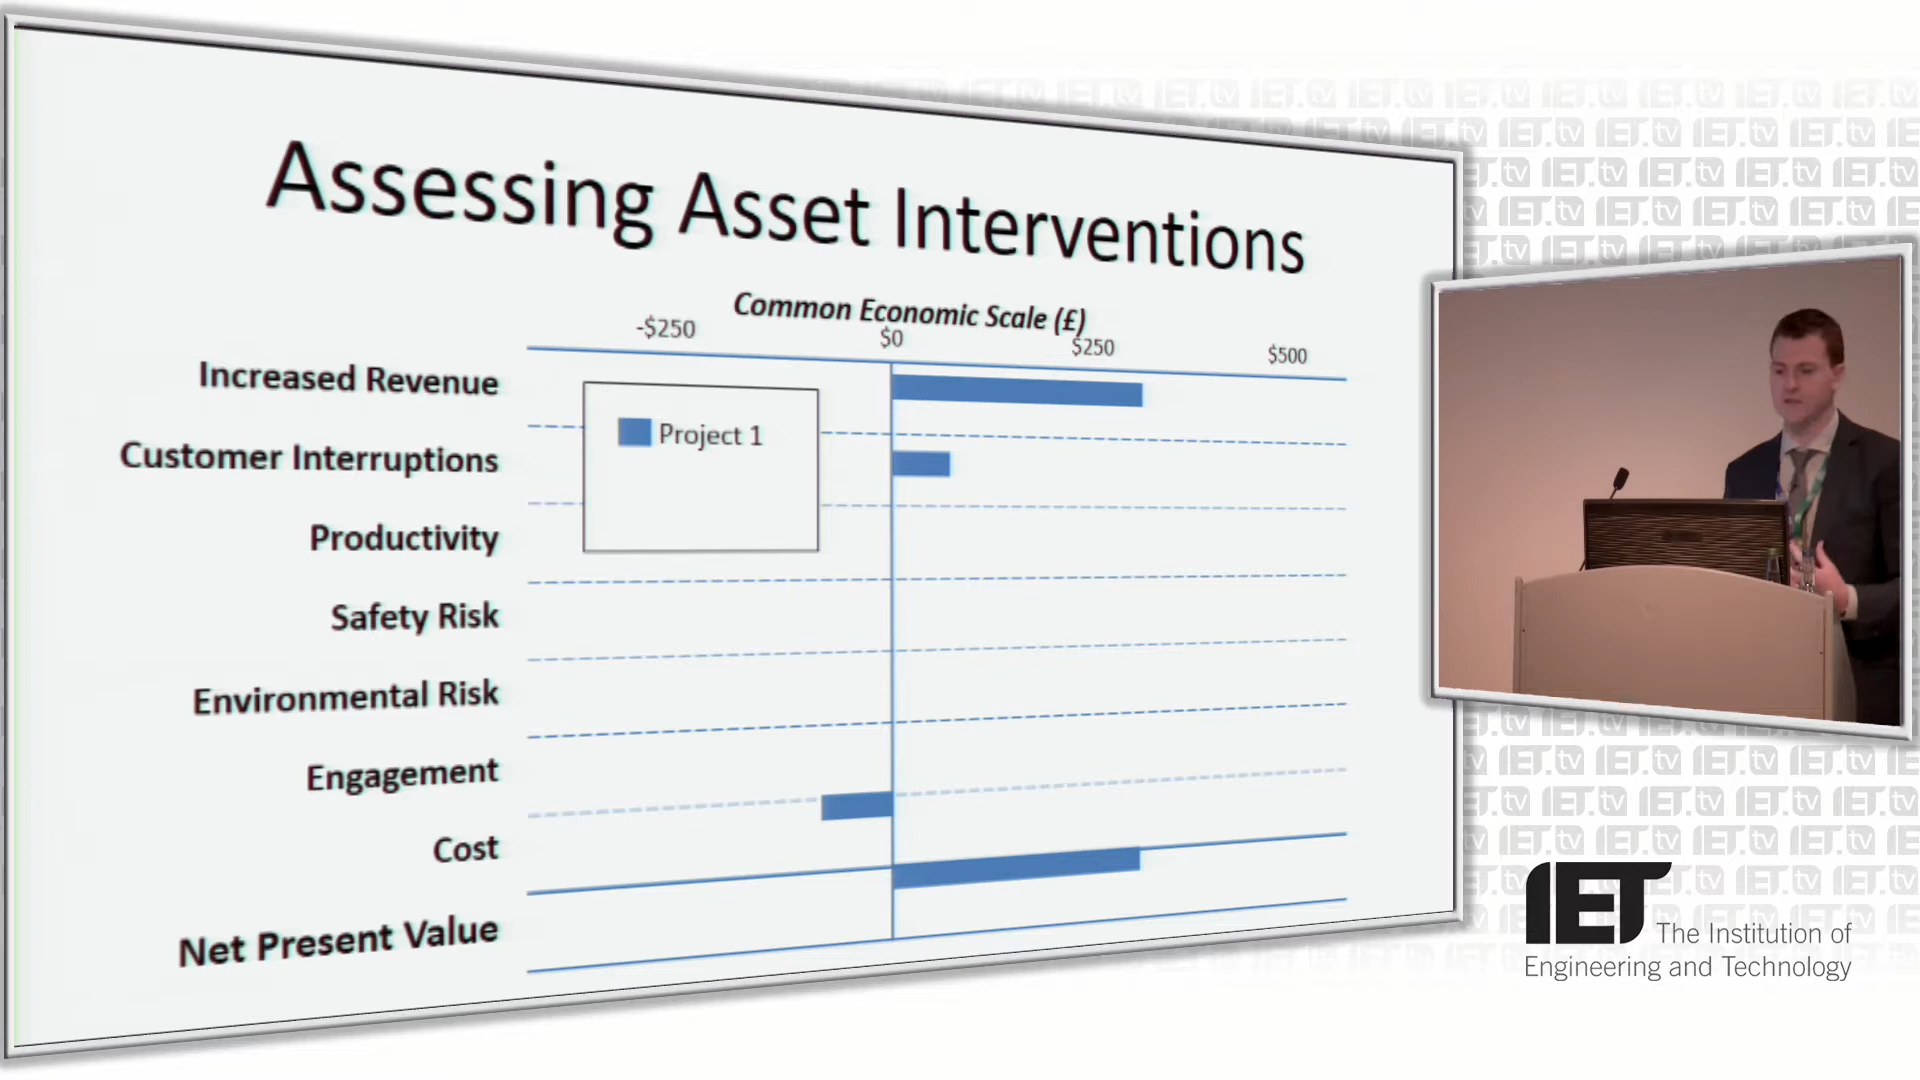 Assessing Asset Interventions
Common Economic Scale (£)
-$250 $0 $250 $500
Increased Revenue
Customer Interruptions
Productivity
Safety Risk
Environmental Risk
Engagement
Cost
Net Present Value
Project 1
IET The Institution of
Engineering and Technology
IET.tv